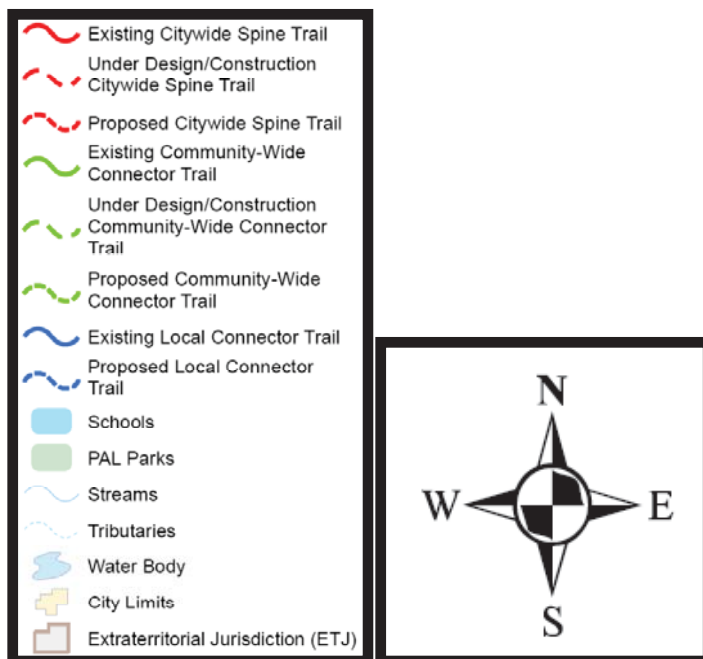 Existing Citywide Spine Trail
Under Design/Construction
Citywide Spine Trail
Proposed Citywide Spine Trail
Existing Community-Wide
Connector Trail
Under Design/Construction
Community-Wide Connector
Trail
Proposed Community-Wide
Connector Trail
Existing Local Connector Trail
Proposed Local Connector
Trail
Schools
PAL Parks
Streams
Tributaries
Water Body
City Limits
Extraterritorial Jurisdiction (ETJ)
N
W E
S